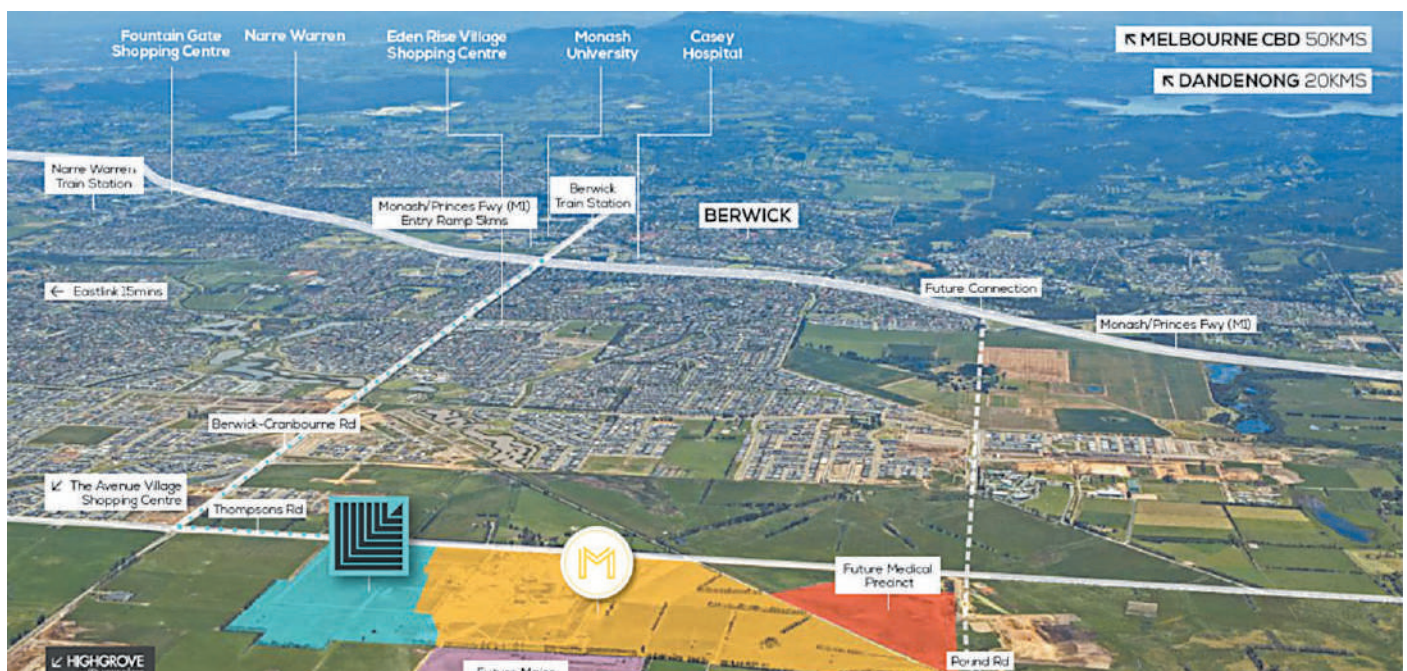 Fountain Gate
Shopping Centre
Narre Warren
Eden Rise Village
Shopping Centre
Monash
University
Casey
Hospital
↖ MELBOURNE CBD 50KMS
↖ DANDENONG 20KMS
Narre Warren
Train Station
Monash/Princes Fwy (M1)
Entry Ramp 5kms
Berwick
Train Station
BERWICK
← Eastlink 15mins
Future Connection
Monash/Princes Fwy (M1)
Berwick-Cranbourne Rd
↙ The Avenue Village
Shopping Centre
Thompsons Rd
M
Future Medical
Precinct
↙ HIGHGROVE
Future Major
Pound Rd